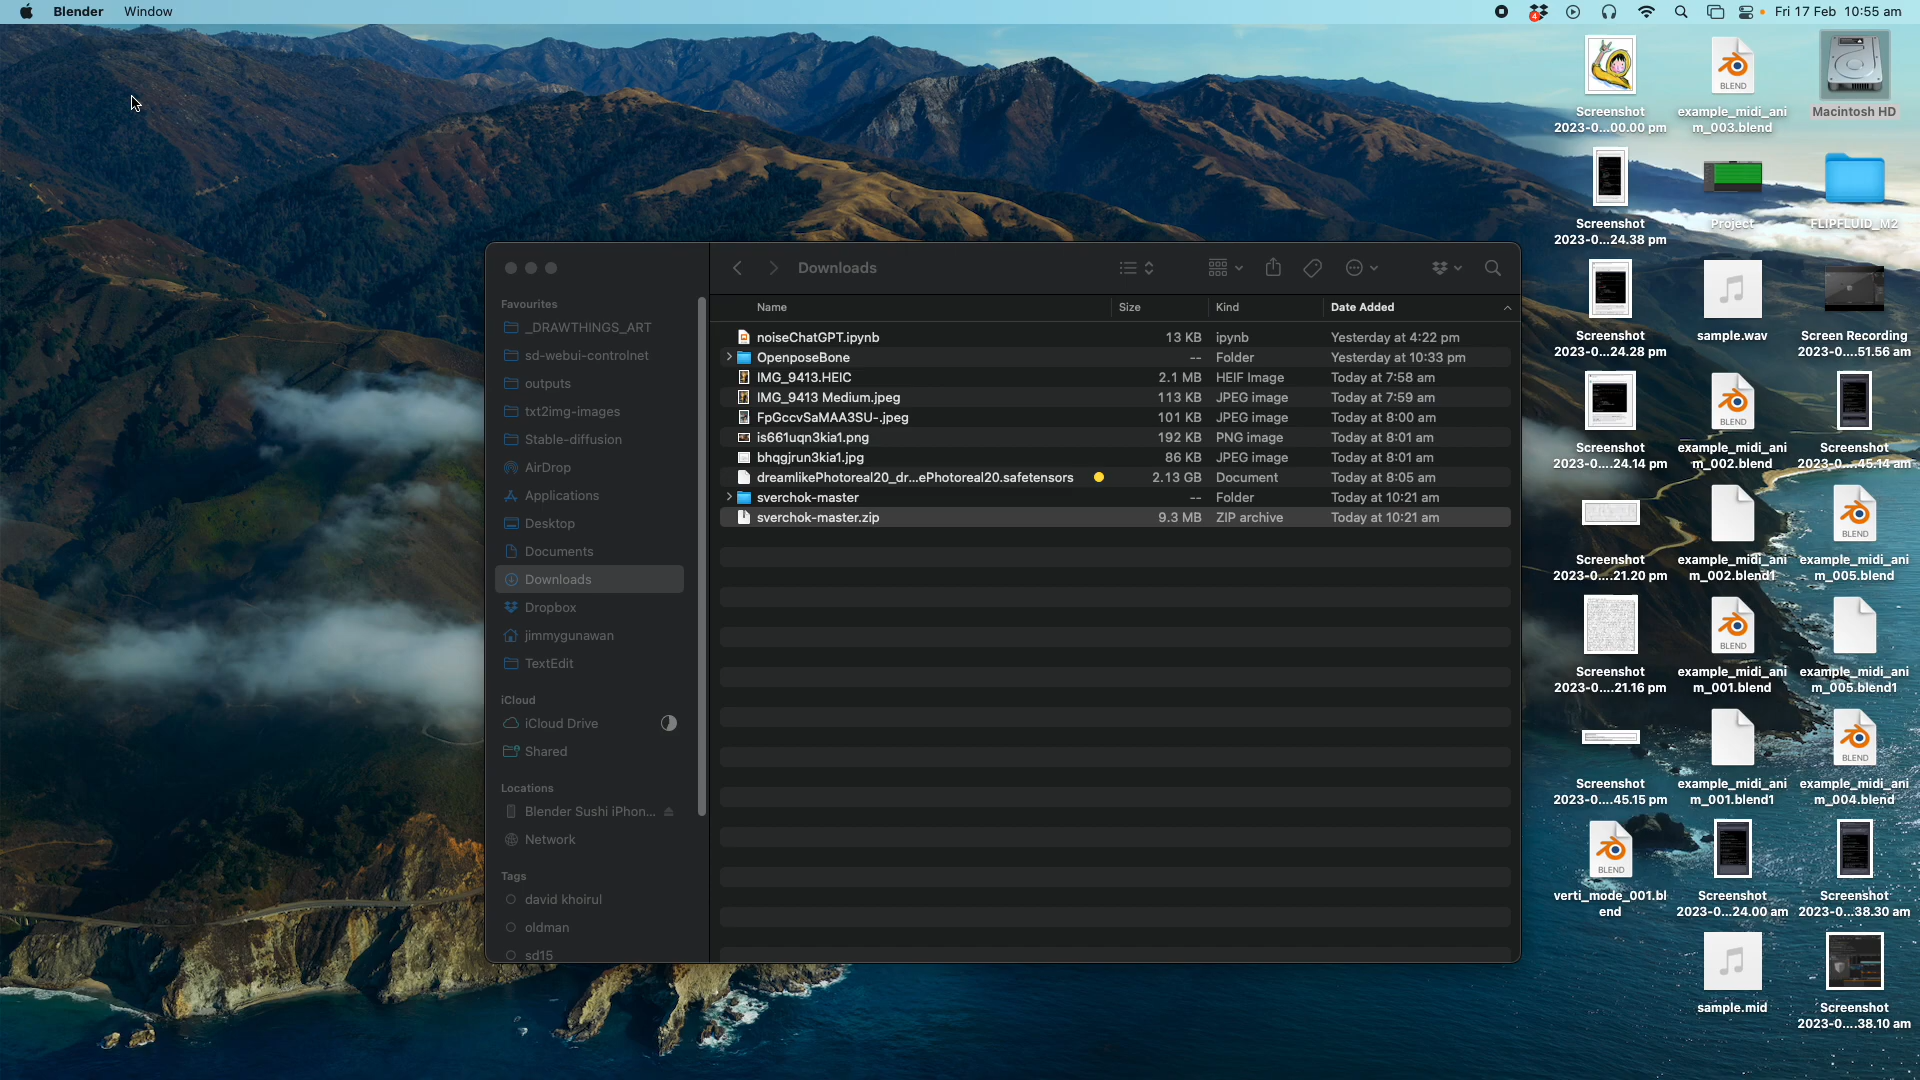 Blender Window
4
Fri 17 Feb 10:55 am
Downloads
Favourites
_DRAWTHINGS_ART
sd-webui-controlnet
outputs
txt2img-images
Stable-diffusion
AirDrop
Applications
Desktop
Documents
Downloads
Dropbox
jimmygunawan
TextEdit
iCloud
iCloud Drive
Shared
Locations
Blender Sushi iPhon...
Network
Tags
david khoirul
oldman
sd15
Name Size Kind Date Added
noiseChatGPT.ipynb 13 KB ipynb Yesterday at 4:22 pm
OpenposeBone -- Folder Yesterday at 10:33 pm
IMG_9413.HEIC 2.1 MB HEIF Image Today at 7:58 am
IMG_9413 Medium.jpeg 113 KB JPEG image Today at 7:59 am
FpGccvSaMAA3SU-.jpeg 101 KB JPEG image Today at 8:00 am
is661uqn3kia1.png 192 KB PNG image Today at 8:01 am
bhqgjrun3kia1.jpg 86 KB JPEG image Today at 8:01 am
dreamlikePhotoreal20_dr...ePhotoreal20.safetensors 2.13 GB Document Today at 8:05 am
sverchok-master -- Folder Today at 10:21 am
sverchok-master.zip 9.3 MB ZIP archive Today at 10:21 am
Screenshot
2023-0...00.00 pm
BLEND
example_midi_ani
m_003.blend
Macintosh HD
Screenshot
2023-0...24.38 pm
Project
FLIPFLUID_M2
Screenshot
2023-0...24.28 pm
sample.wav
Screen Recording
2023-0....51.56 am
Screenshot
2023-0....24.14 pm
BLEND
example_midi_ani
m_002.blend
Screenshot
2023-0....45.14 am
Screenshot
2023-0....21.20 pm
example_midi_ani
m_002.blend1
BLEND
example_midi_ani
m_005.blend
Screenshot
2023-0....21.16 pm
BLEND
example_midi_ani
m_001.blend
example_midi_ani
m_005.blend1
Screenshot
2023-0....45.15 pm
example_midi_ani
m_001.blend1
BLEND
example_midi_ani
m_004.blend
BLEND
verti_mode_001.bl
end
Screenshot
2023-0...24.00 am
Screenshot
2023-0...38.30 am
sample.mid
Screenshot
2023-0....38.10 am